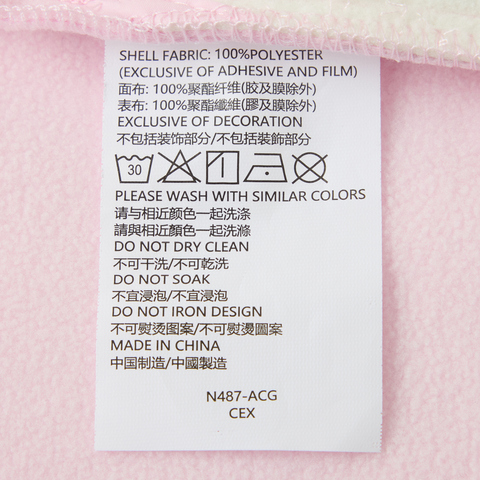 SHELL FABRIC: 100%POLYESTER
(EXCLUSIVE OF ADHESIVE AND FILM)
面布: 100%聚酯纤维(胶及膜除外)
表布: 100%聚酯纖維(膠及膜除外)
EXCLUSIVE OF DECORATION
不包括装饰部分/不包括裝飾部分
30
PLEASE WASH WITH SIMILAR COLORS
请与相近颜色一起洗涤
請與相近顏色一起洗滌
DO NOT DRY CLEAN
不可干洗/不可乾洗
DO NOT SOAK
不宜浸泡/不宜浸泡
DO NOT IRON DESIGN
不可熨烫图案/不可熨燙圖案
MADE IN CHINA
中国制造/中國製造
N487-ACG
CEX